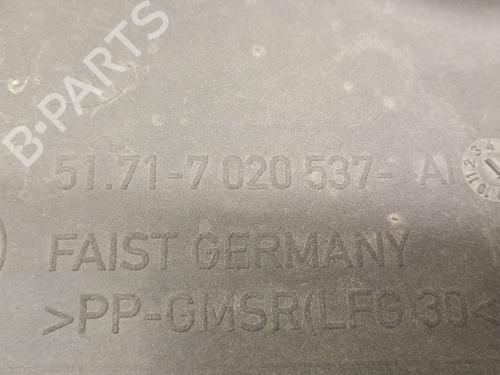 B-PARTS
51.71-7 020 537- AI
FAIST GERMANY
>PP-GMSR(LFG)30<